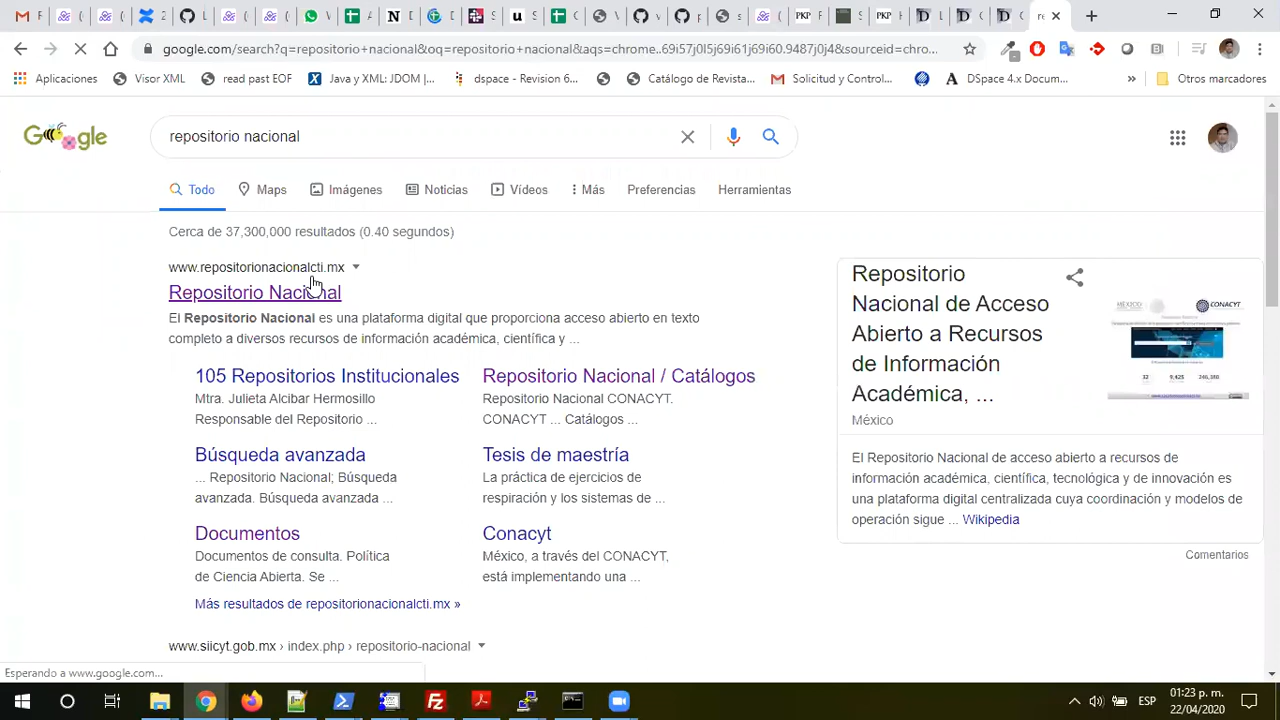 google.com/search?q=repositorio+nacional&oq=repositorio+nacional&aqs=chrome..69i57j0l5j69i61j69i60.9487j0j4&sourceid=chro...
Aplicaciones
Visor XML
read past EOF
Java y XML: JDOM |...
dspace - Revision 6...
Catálogo de Revista...
Solicitud y Control...
DSpace 4.x Docum...
»
Otros marcadores
Google
repositorio nacional
Todo
Maps
Imágenes
Noticias
Vídeos
Más
Preferencias
Herramientas
Cerca de 37,300,000 resultados (0.40 segundos)
www.repositorionacionalcti.mx
Repositorio Nacional
El Repositorio Nacional es una plataforma digital que proporciona acceso abierto en texto
completo a diversos recursos de información académica, científica y ...
105 Repositorios Institucionales
Mtra. Julieta Alcibar Hermosillo
Responsable del Repositorio ...
Repositorio Nacional / Catálogos
Repositorio Nacional CONACYT.
CONACYT ... Catálogos ...
Búsqueda avanzada
... Repositorio Nacional; Búsqueda
avanzada. Búsqueda avanzada ...
Tesis de maestría
La práctica de ejercicios de
respiración y los sistemas de ...
Documentos
Documentos de consulta. Política
de Ciencia Abierta. Se ...
Conacyt
México, a través del CONACYT,
está implementando una ...
Más resultados de repositorionacionalcti.mx »
www.siicyt.gob.mx › index.php › repositorio-nacional
Repositorio
Nacional de Acceso
Abierto a Recursos
de Información
Académica, ...
México
MÉXICO
CONACYT
32
9,425
El Repositorio Nacional de acceso abierto a recursos de
información académica, científica, tecnológica y de innovación es
una plataforma digital centralizada cuya coordinación y modelos de
operación sigue ... Wikipedia
Comentarios
Esperando a www.google.com...
ESP
01:23 p. m.
22/04/2020